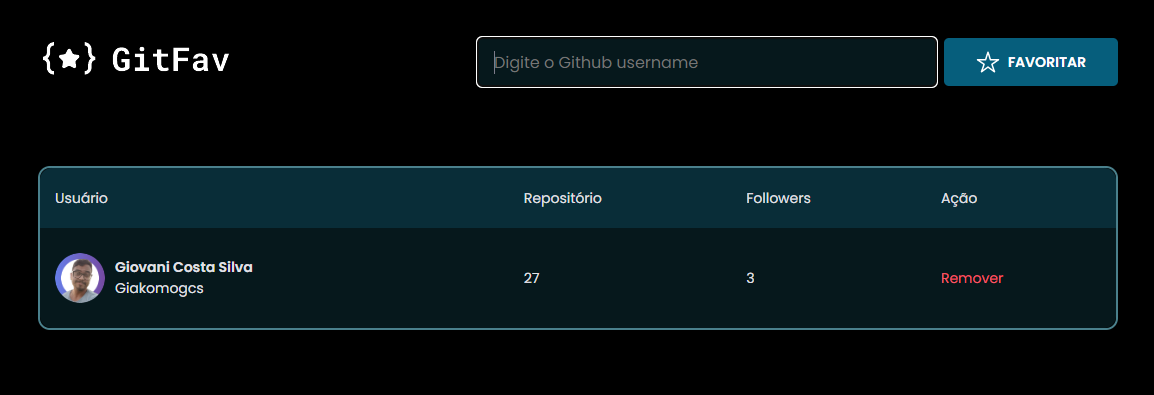 GitFav
Digite o Github username
FAVORITAR
Usuário Repositório Followers Ação
Giovani Costa Silva
Giakomogcs
27 3 Remover